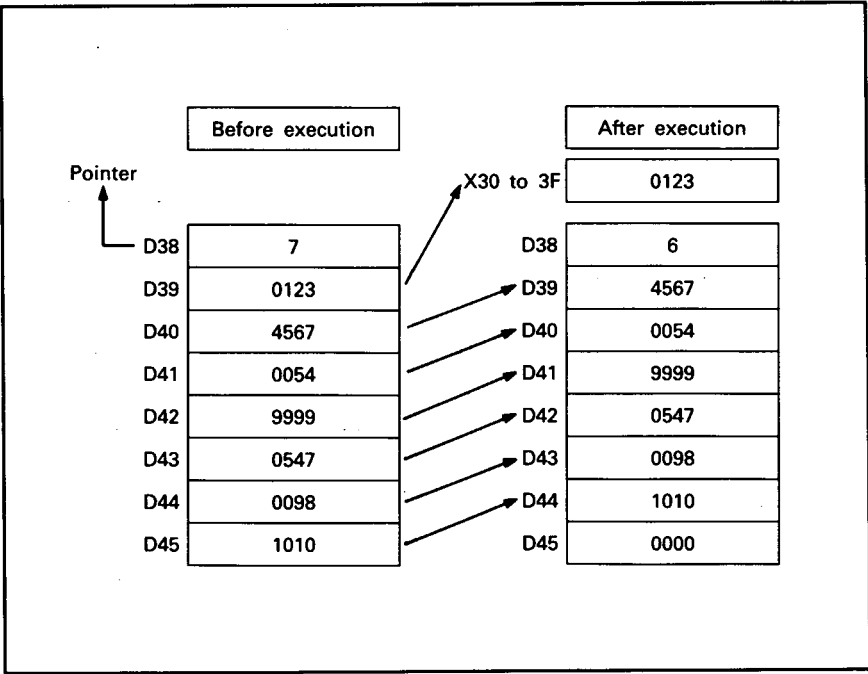 Before execution After execution
Pointer X30 to 3F 0123
D38 7 D38 6
D39 0123 D39 4567
D40 4567 D40 0054
D41 0054 D41 9999
D42 9999 D42 0547
D43 0547 D43 0098
D44 0098 D44 1010
D45 1010 D45 0000